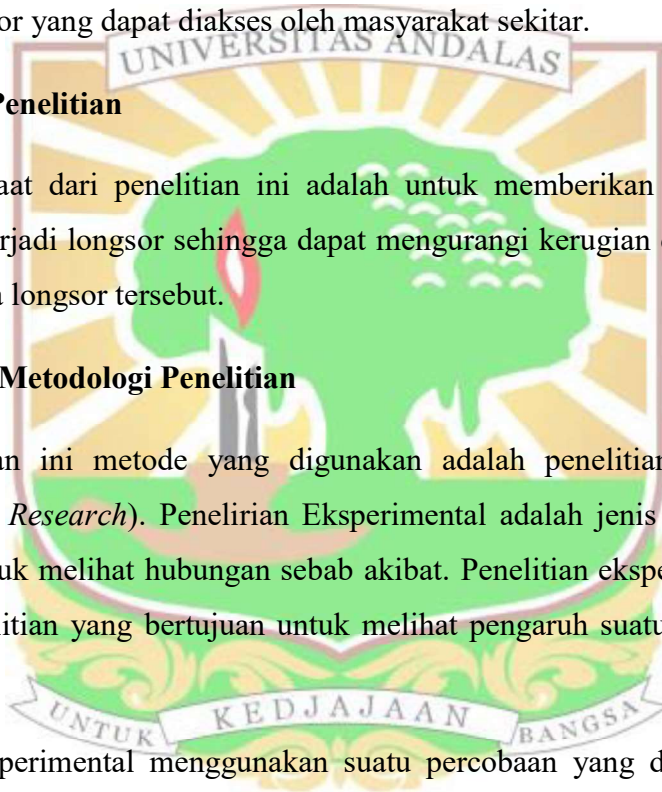 or yang dapat diakses oleh masyarakat sekitar.
UNIVERSITAS ANDALAS
Penelitian
aat dari penelitian ini adalah untuk memberikan
rjadi longsor sehingga dapat mengurangi kerugian
longsor tersebut.
Metodologi Penelitian
an ini metode yang digunakan adalah penelitian
Research). Penelirian Eksperimental adalah jenis
uk melihat hubungan sebab akibat. Penelitian ekspe
litian yang bertujuan untuk melihat pengaruh suatu
UNTUK KEDJAJAAN BANGSA
perimental menggunakan suatu percobaan yang d